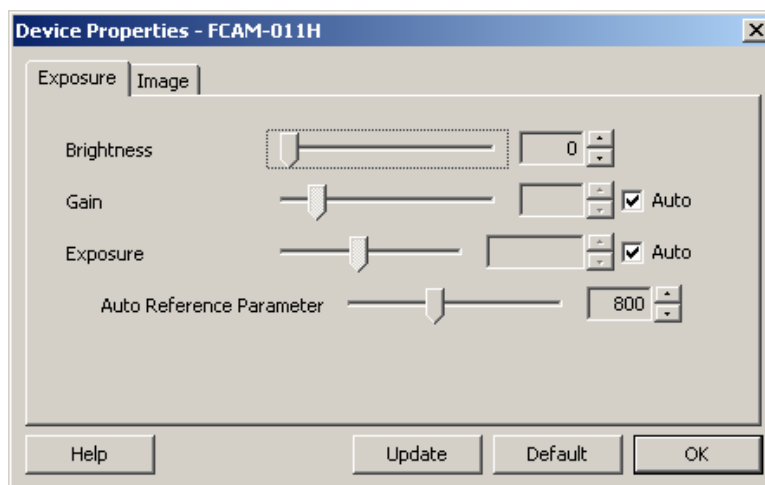 Device Properties - FCAM-011H
Exposure Image
Brightness 0
Gain Auto
Exposure Auto
Auto Reference Parameter 800
Help Update Default OK